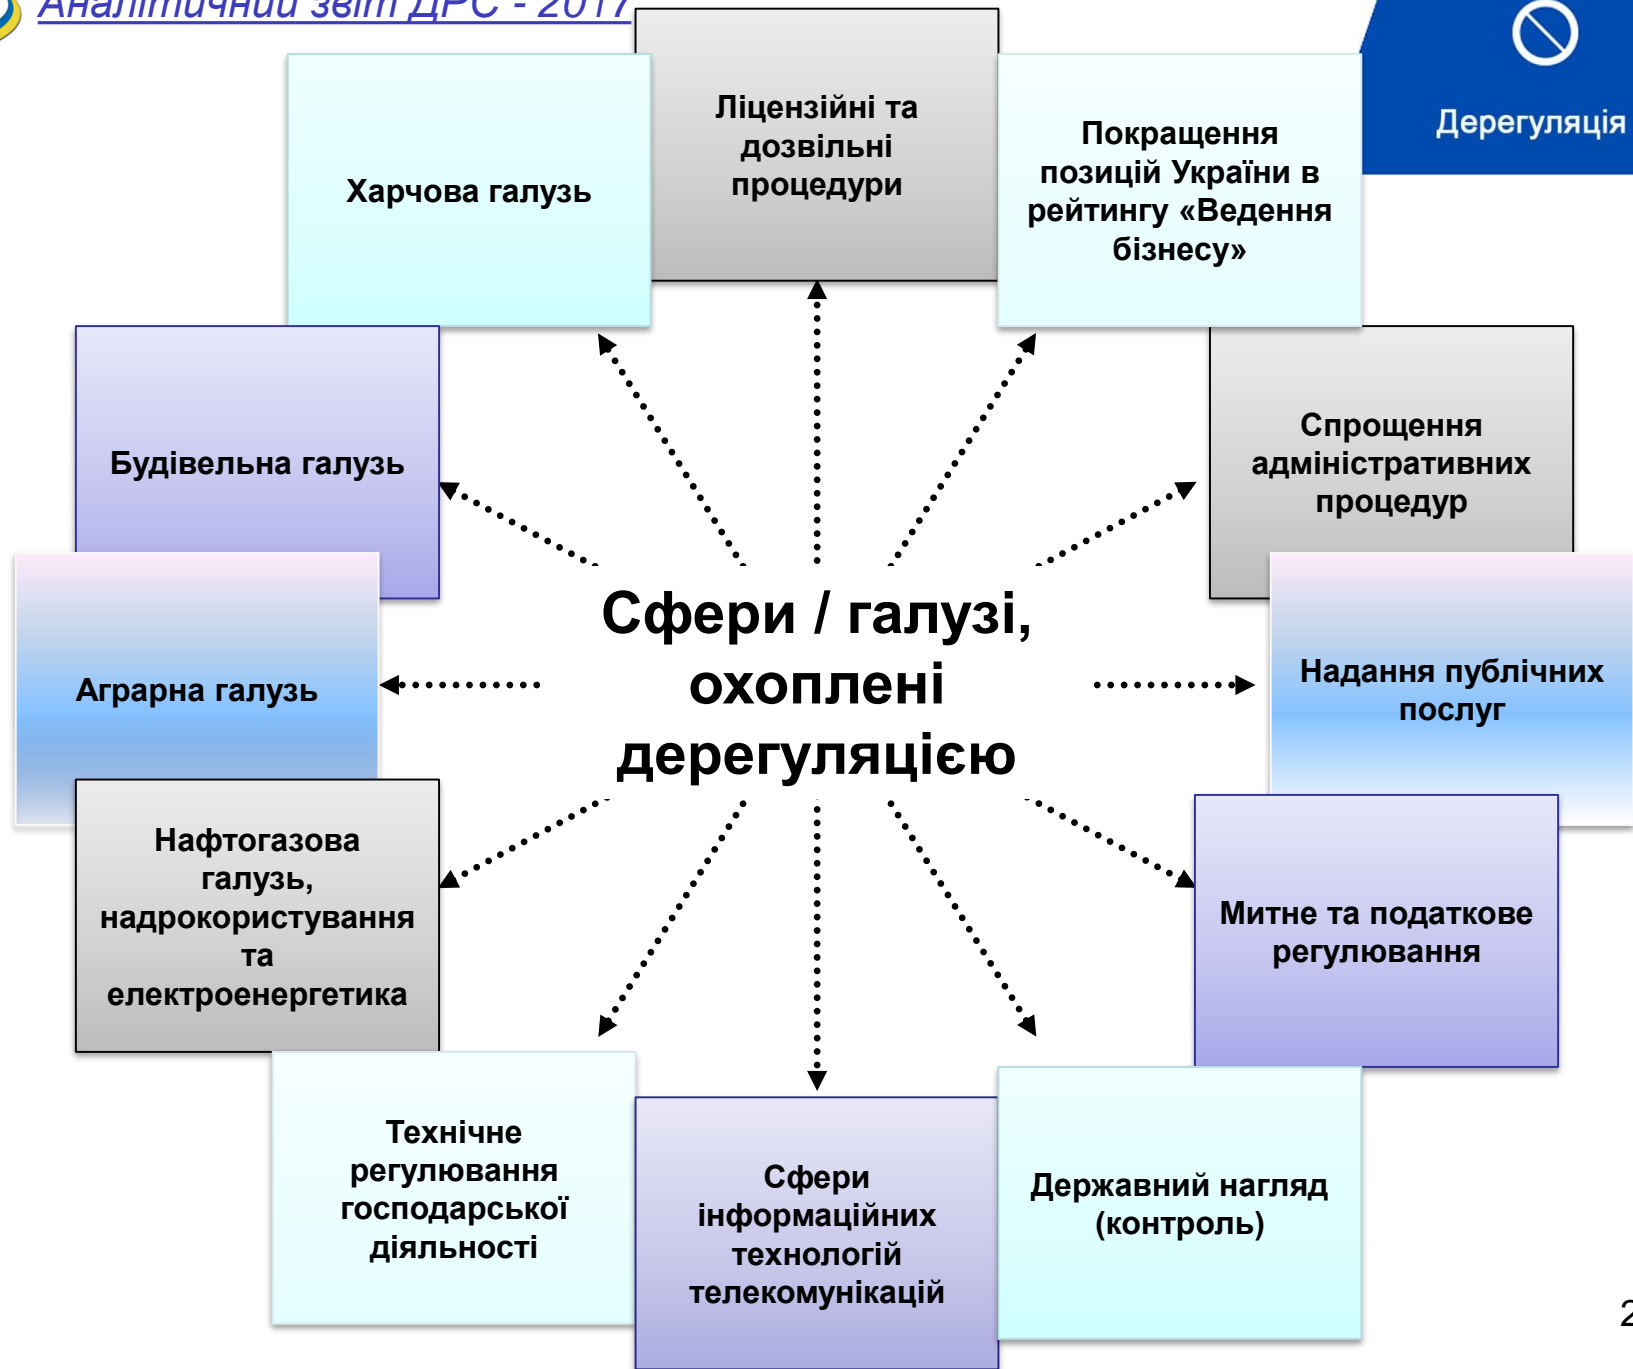 Аналітичний звіт ДРС - 2017
Дерегуляція
Ліцензійні та
дозвільні
процедури
Покращення
позицій України в
рейтингу «Ведення
бізнесу»
Харчова галузь
Спрощення
адміністративних
процедур
Будівельна галузь
Сфери / галузі,
охоплені
дерегуляцією
Аграрна галузь
Надання публічних
послуг
Нафтогазова
галузь,
надрокористування
та
електроенергетика
Митне та податкове
регулювання
Технічне
регулювання
господарської
діяльності
Сфери
інформаційних
технологій
телекомунікацій
Державний нагляд
(контроль)